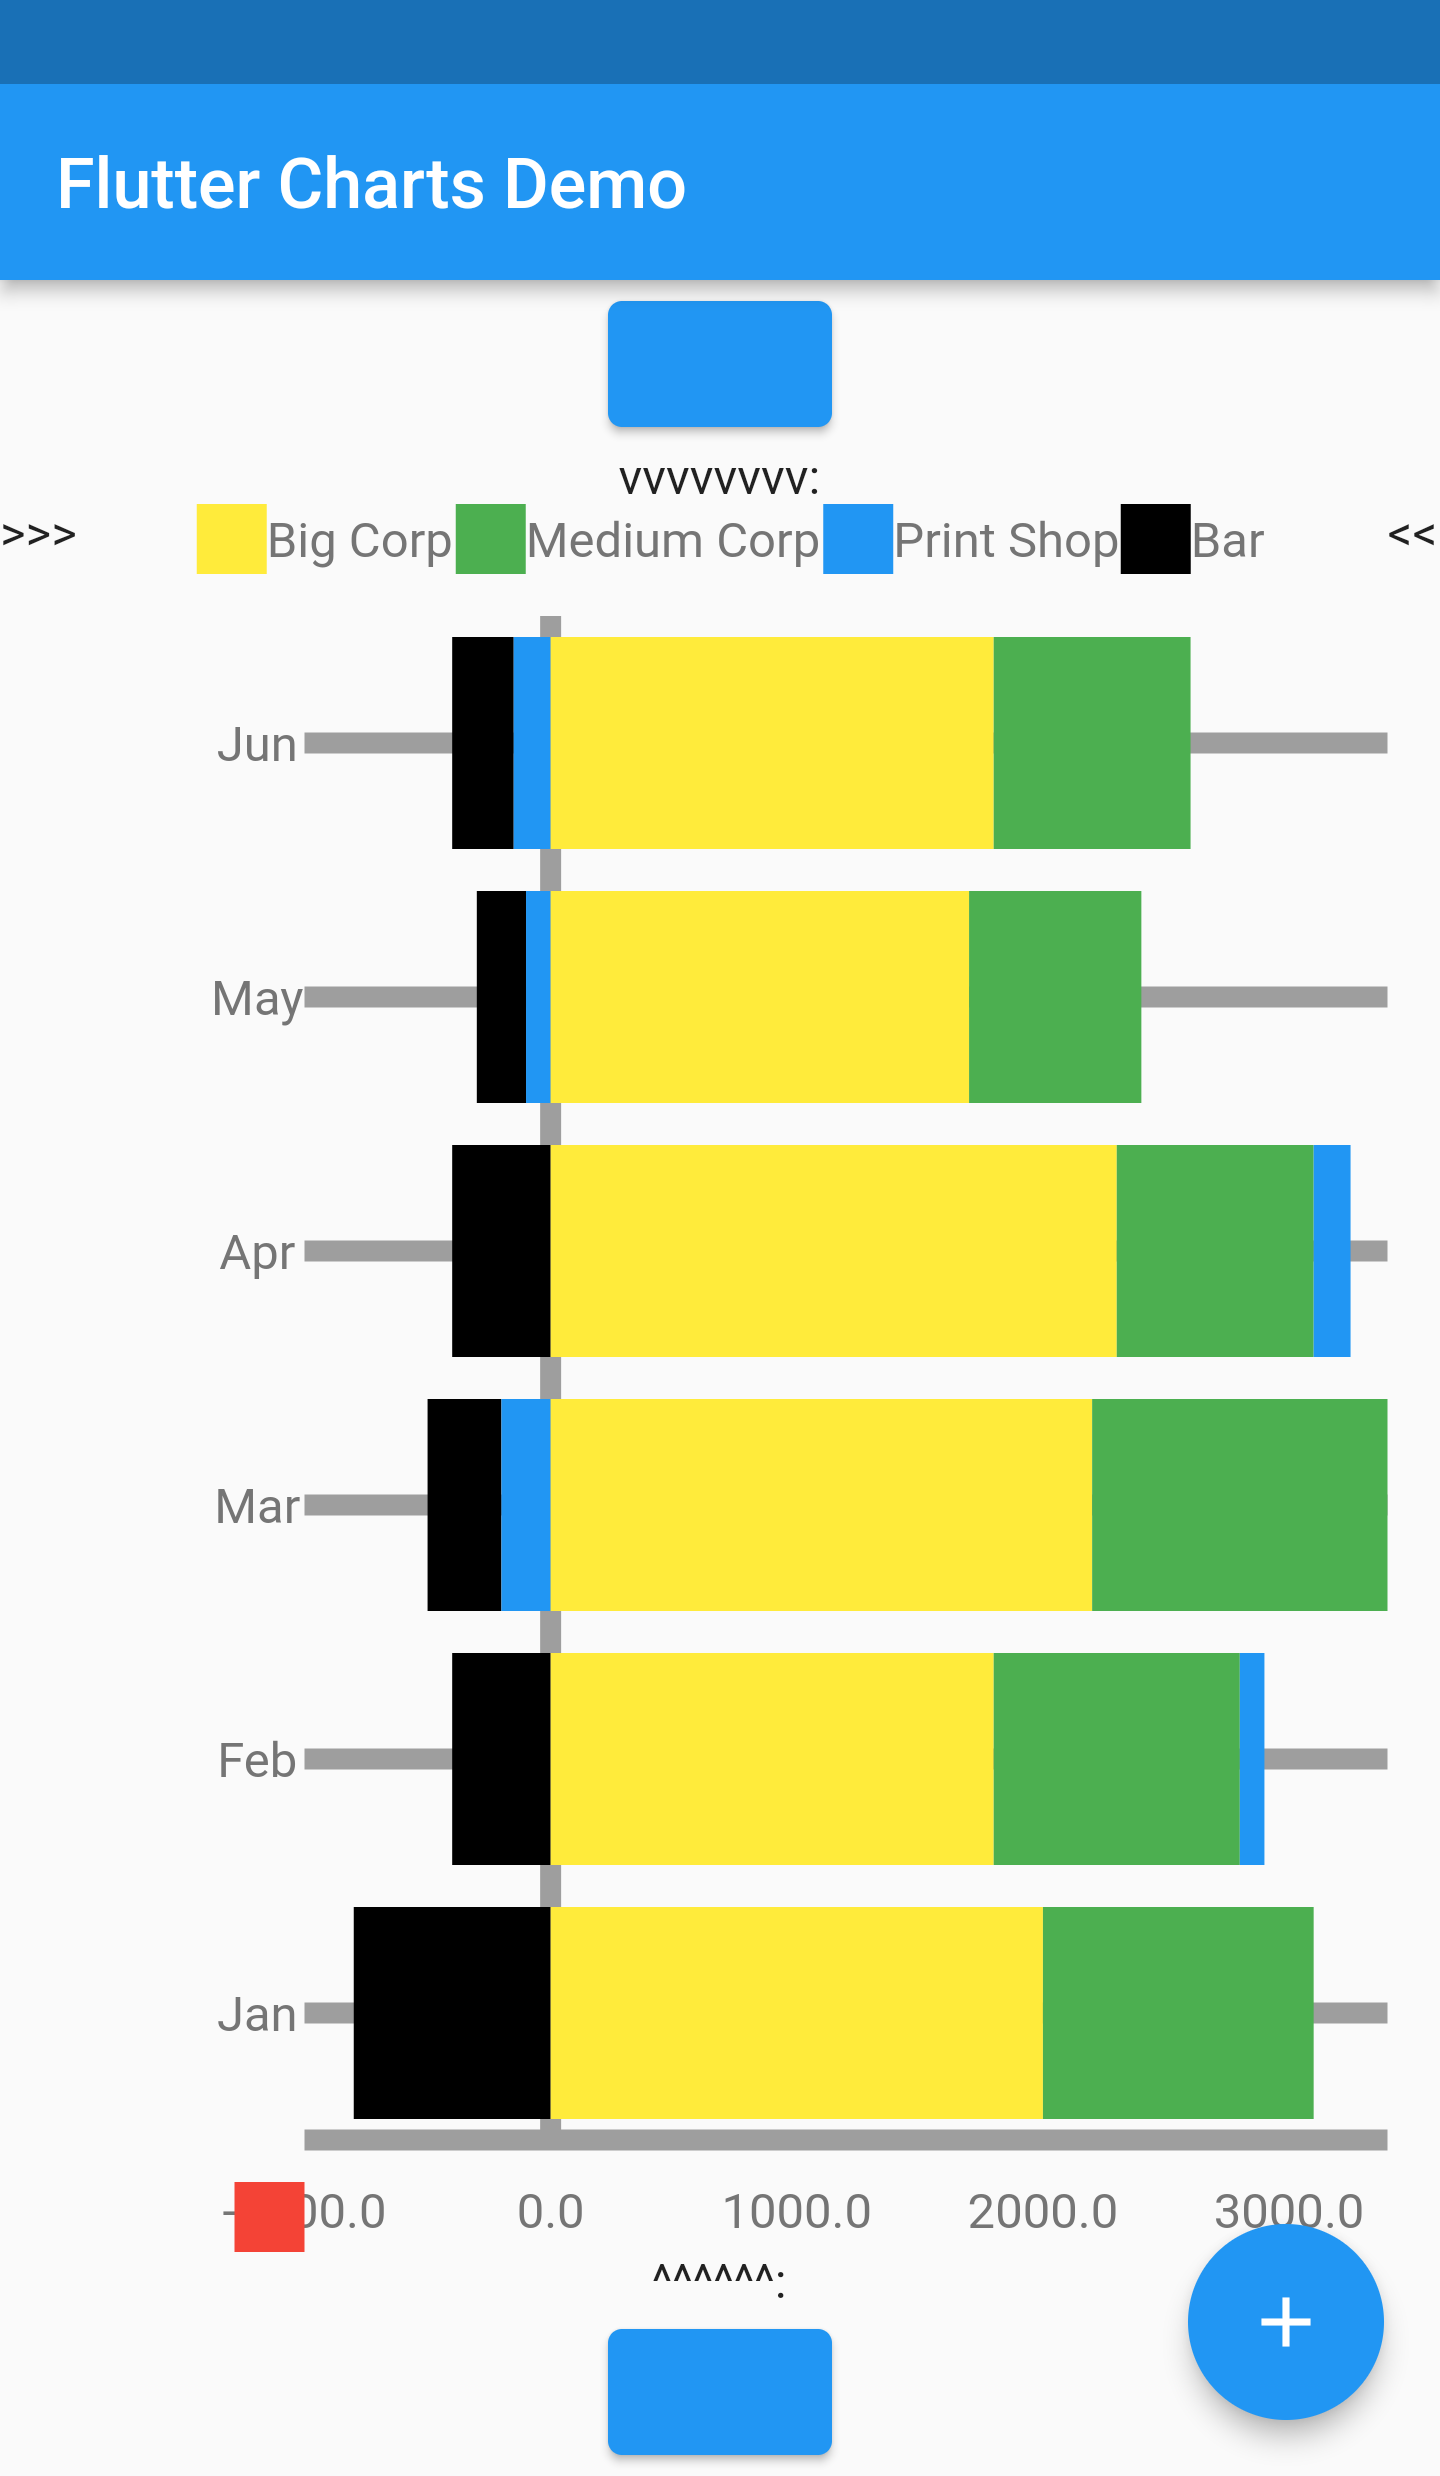 Flutter Charts Demo
vvvvvvvv:
>>> Big Corp Medium Corp Print Shop Bar <<
Jun
May
Apr
Mar
Feb
Jan
0.0 1000.0 2000.0 3000.0
^^^^^^: